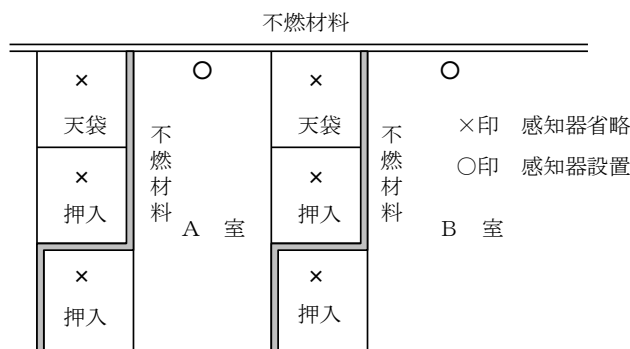 不燃材料
×
天袋
×
押入
×
押入
○
不燃材料
A 室
×
天袋
×
押入
×
押入
○
不燃材料
B 室
×印 感知器省略
○印 感知器設置